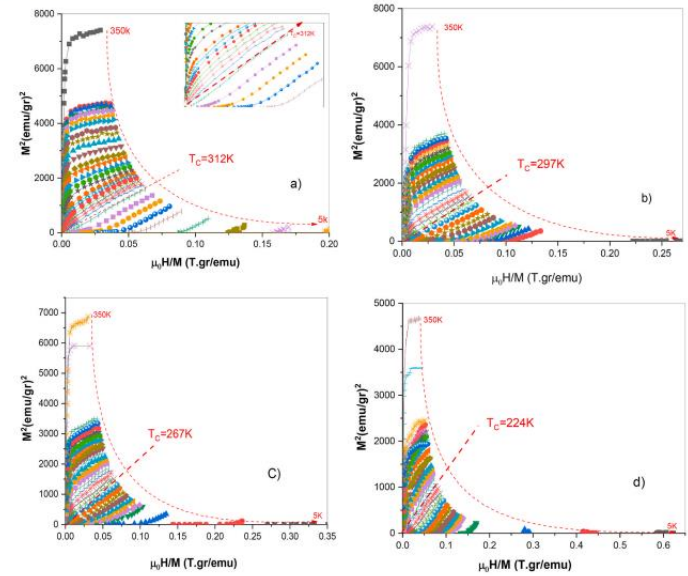 8000
6000
4000
2000
0
M²(emu/gr)²
350k
T_C=312K
T_C=312K
a)
5k
0.00
0.05
0.10
0.15
0.20
μ₀H/M (T.gr/emu)
8000
6000
4000
2000
0
M²(emu/gr)²
350K
T_C=297K
b)
5K
0.00
0.05
0.10
0.15
0.20
0.25
μ₀H/M (T.gr/emu)
7000
6000
5000
4000
3000
2000
1000
0
M²(emu/gr)²
350K
T_C=267K
C)
5K
0.00
0.05
0.10
0.15
0.20
0.25
0.30
0.35
μ₀H/M (T.gr/emu)
5000
4000
3000
2000
1000
0
M²(emu/gr)²
350K
T_C=224K
d)
5K
0.0
0.1
0.2
0.3
0.4
0.5
0.6
μ₀H/M (T.gr/emu)